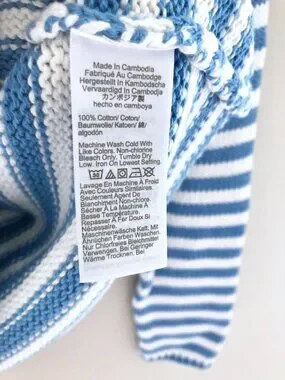 Made In Cambodia
Fabriqué Au Cambodge
Hergestellt In Kambodscha
Vervaardigd In Cambodja
カンボジア製
hecho en camboya
100% Cotton/ Coton/
Baumwolle/ Katoen/ 綿/
algodón
Machine Wash Cold With
Like Colors. Non-chlorine
Bleach Only. Tumble Dry
Low. Iron On Lowest Setting.
Lavage En Machine À Froid
Avec Couleurs Similaires.
Seulement Agent De
Blanchiment Non-chlore.
Sécher À La Machine À
Basse Température.
Repasser À Fer Doux Si
Nécessaire.
Maschinenwäsche Kalt. Mit
Ähnlichen Farben Waschen.
Nur Chlorfreies Bleichmittel
Verwenden. Bei Geringer
Wärme Trocknen. Bei